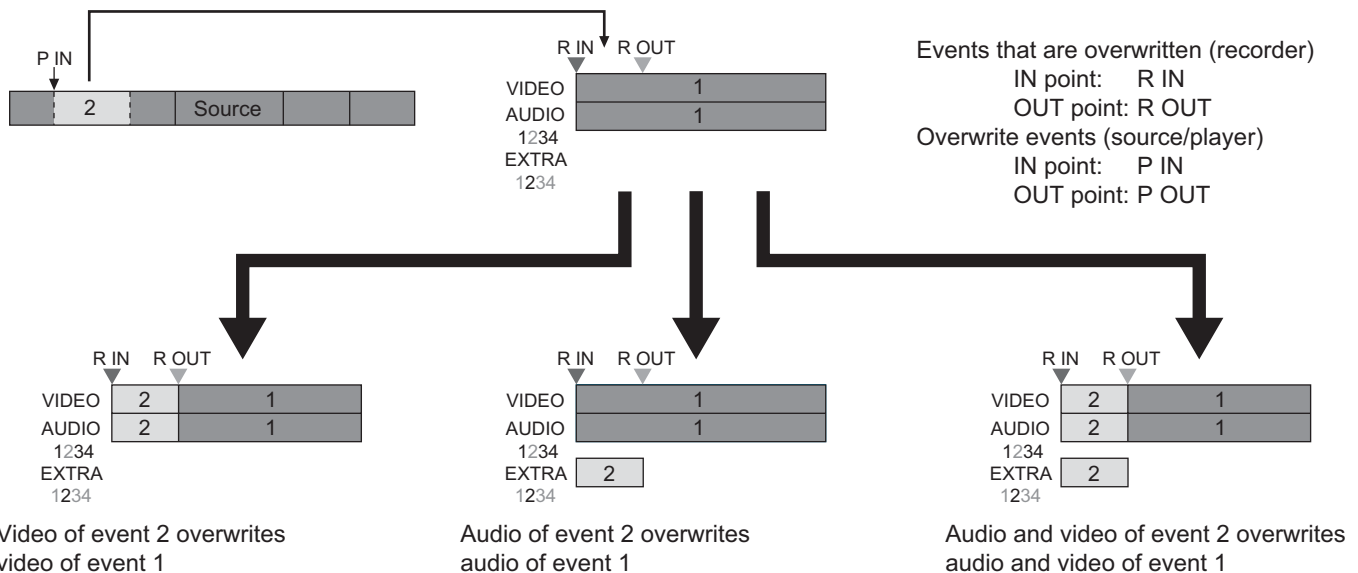 P IN
2
Source
R IN
R OUT
VIDEO
1
AUDIO
1
1234
EXTRA
1234
Events that are overwritten (recorder)
IN point: R IN
OUT point: R OUT
Overwrite events (source/player)
IN point: P IN
OUT point: P OUT
R IN
R OUT
VIDEO
2
1
AUDIO
2
1
1234
EXTRA
1234
Video of event 2 overwrites
video of event 1
R IN
R OUT
VIDEO
1
AUDIO
1
1234
EXTRA
2
1234
Audio of event 2 overwrites
audio of event 1
R IN
R OUT
VIDEO
2
1
AUDIO
2
1
1234
EXTRA
2
1234
Audio and video of event 2 overwrites
audio and video of event 1